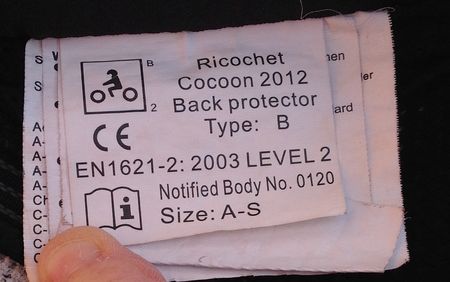 B
2
Ricochet
Cocoon 2012
Back protector
Type: B
CE
EN1621-2: 2003 LEVEL 2
Notified Body No. 0120
i
Size: A-S